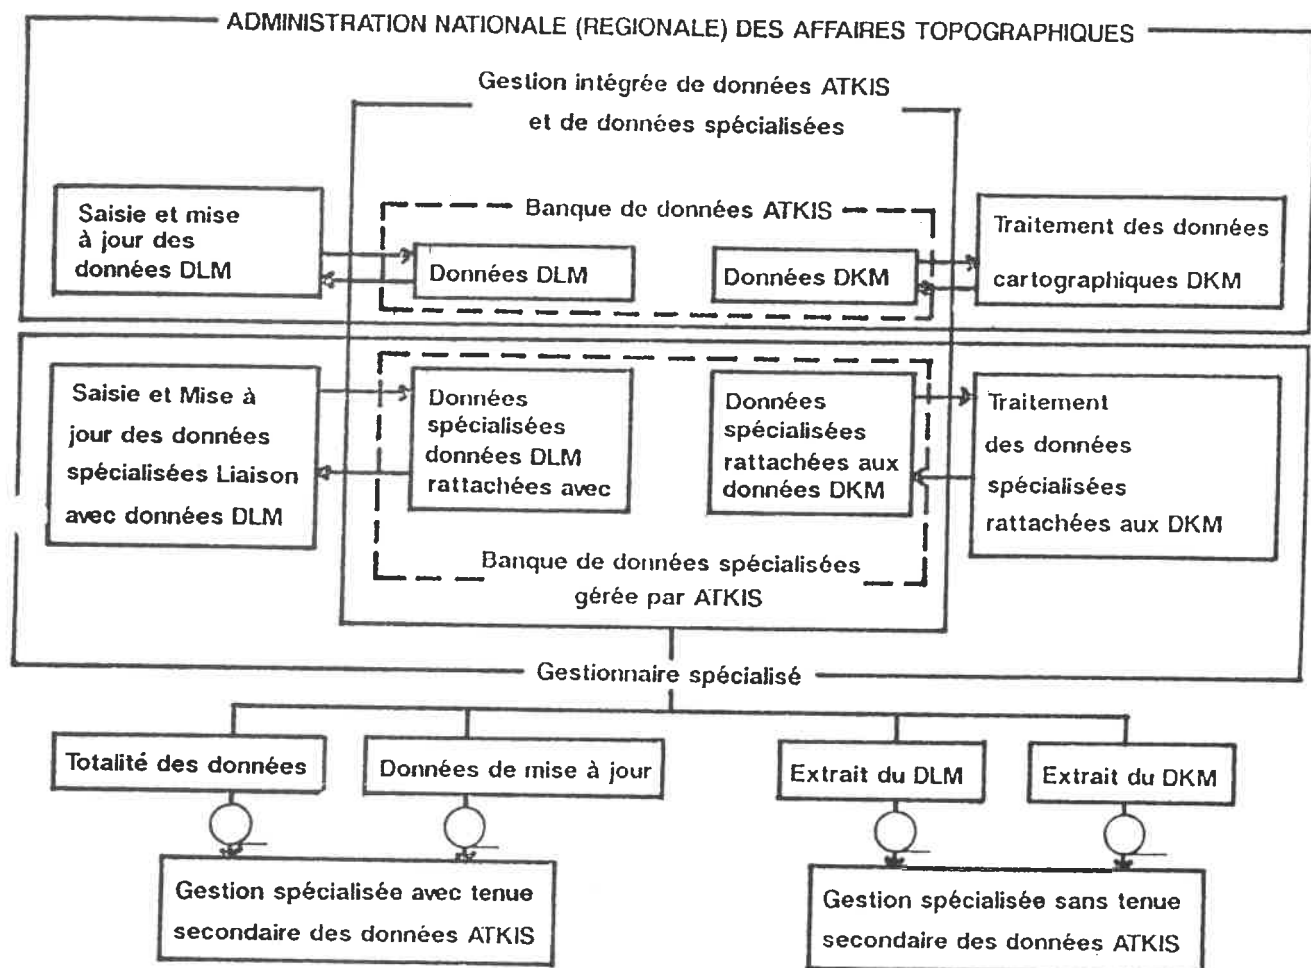 ADMINISTRATION NATIONALE (REGIONALE) DES AFFAIRES TOPOGRAPHIQUES
Gestion intégrée de données ATKIS
et de données spécialisées
Saisie et mise
à jour des
données DLM
Banque de données ATKIS
Données DLM
Données DKM
Traitement des données
cartographiques DKM
Saisie et Mise à
jour des données
spécialisées Liaison
avec données DLM
Données
spécialisées
données DLM
rattachées avec
Données
spécialisées
rattachées aux
données DKM
Traitement
des données
spécialisées
rattachées aux DKM
Banque de données spécialisées
gérée par ATKIS
Gestionnaire spécialisé
Totalité des données
Données de mise à jour
Extrait du DLM
Extrait du DKM
Gestion spécialisée avec tenue
secondaire des données ATKIS
Gestion spécialisée sans tenue
secondaire des données ATKIS